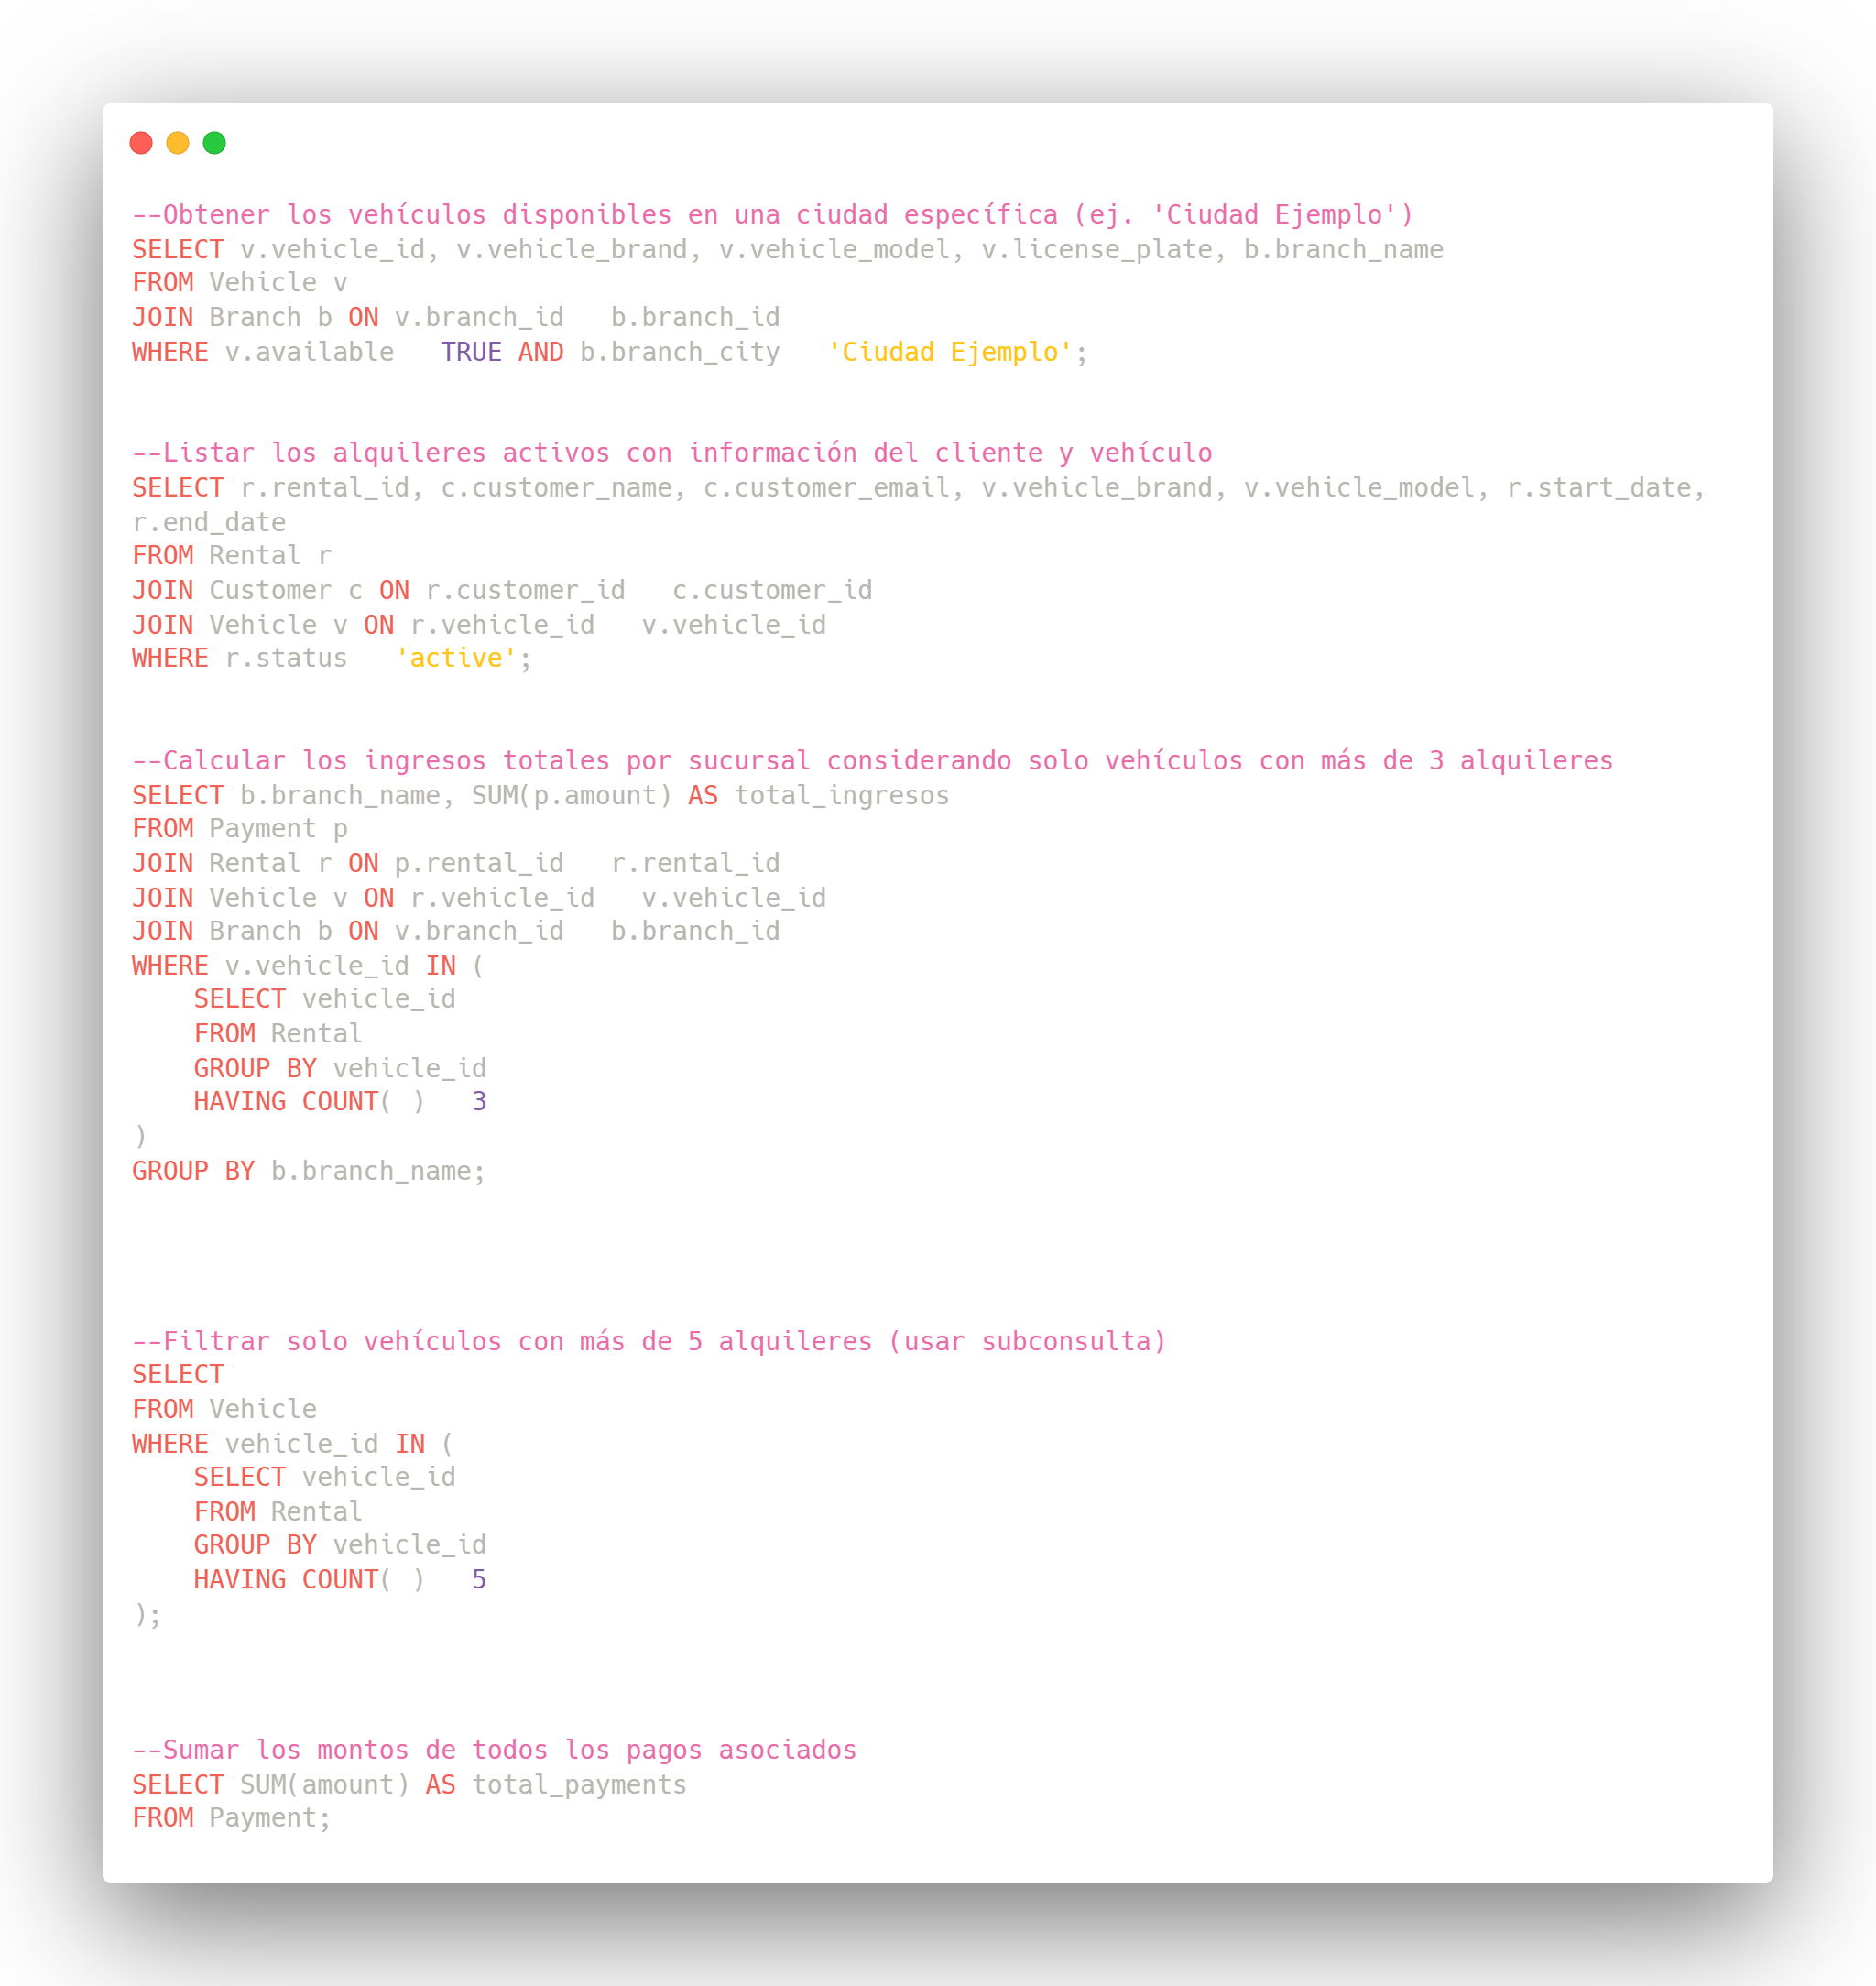 --Obtener los vehículos disponibles en una ciudad específica (ej. 'Ciudad Ejemplo')
SELECT v.vehicle_id, v.vehicle_brand, v.vehicle_model, v.license_plate, b.branch_name
FROM Vehicle v
JOIN Branch b ON v.branch_id   b.branch_id
WHERE v.available   TRUE AND b.branch_city   'Ciudad Ejemplo';
--Listar los alquileres activos con información del cliente y vehículo
SELECT r.rental_id, c.customer_name, c.customer_email, v.vehicle_brand, v.vehicle_model, r.start_date,
r.end_date
FROM Rental r
JOIN Customer c ON r.customer_id   c.customer_id
JOIN Vehicle v ON r.vehicle_id   v.vehicle_id
WHERE r.status   'active';
--Calcular los ingresos totales por sucursal considerando solo vehículos con más de 3 alquileres
SELECT b.branch_name, SUM(p.amount) AS total_ingresos
FROM Payment p
JOIN Rental r ON p.rental_id   r.rental_id
JOIN Vehicle v ON r.vehicle_id   v.vehicle_id
JOIN Branch b ON v.branch_id   b.branch_id
WHERE v.vehicle_id IN (
    SELECT vehicle_id
    FROM Rental
    GROUP BY vehicle_id
    HAVING COUNT( )   3
)
GROUP BY b.branch_name;
--Filtrar solo vehículos con más de 5 alquileres (usar subconsulta)
SELECT
FROM Vehicle
WHERE vehicle_id IN (
    SELECT vehicle_id
    FROM Rental
    GROUP BY vehicle_id
    HAVING COUNT( )   5
);
--Sumar los montos de todos los pagos asociados
SELECT SUM(amount) AS total_payments
FROM Payment;